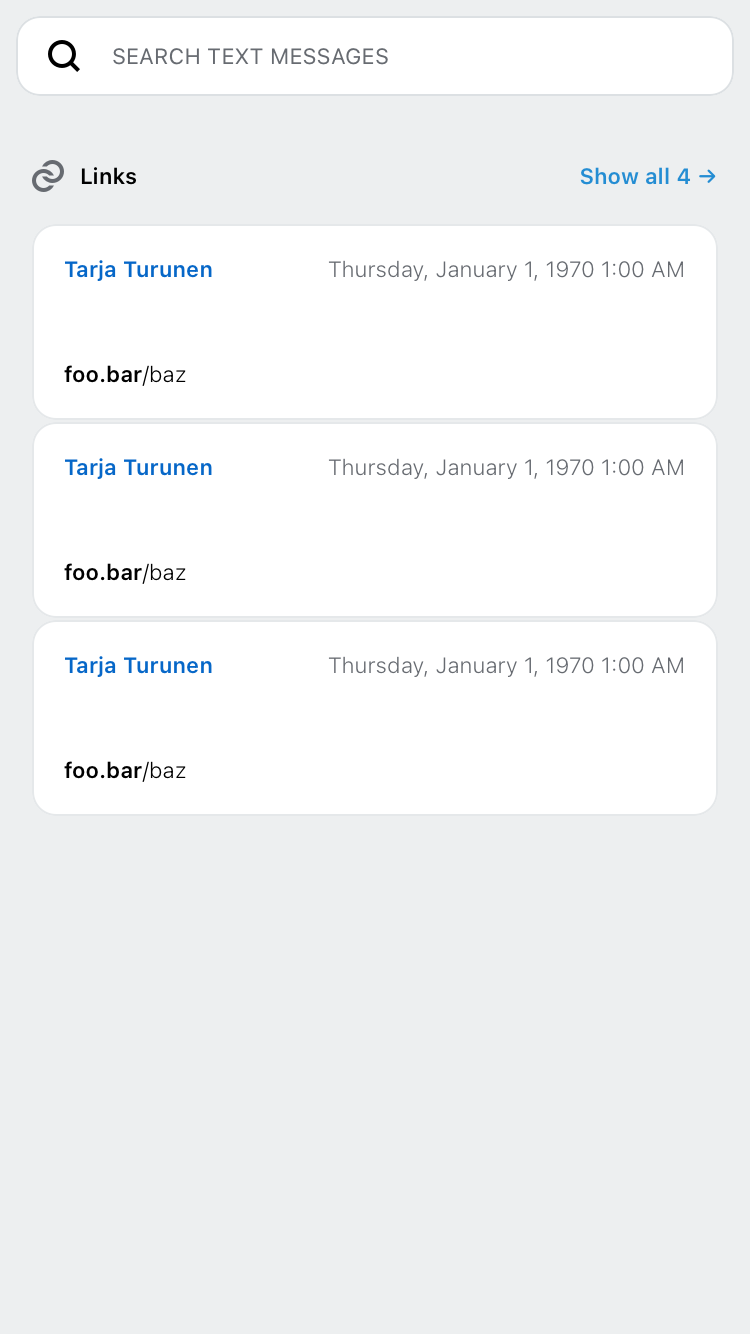 SEARCH TEXT MESSAGES
Links Show all 4 →
Tarja Turunen Thursday, January 1, 1970 1:00 AM
foo.bar/baz
Tarja Turunen Thursday, January 1, 1970 1:00 AM
foo.bar/baz
Tarja Turunen Thursday, January 1, 1970 1:00 AM
foo.bar/baz